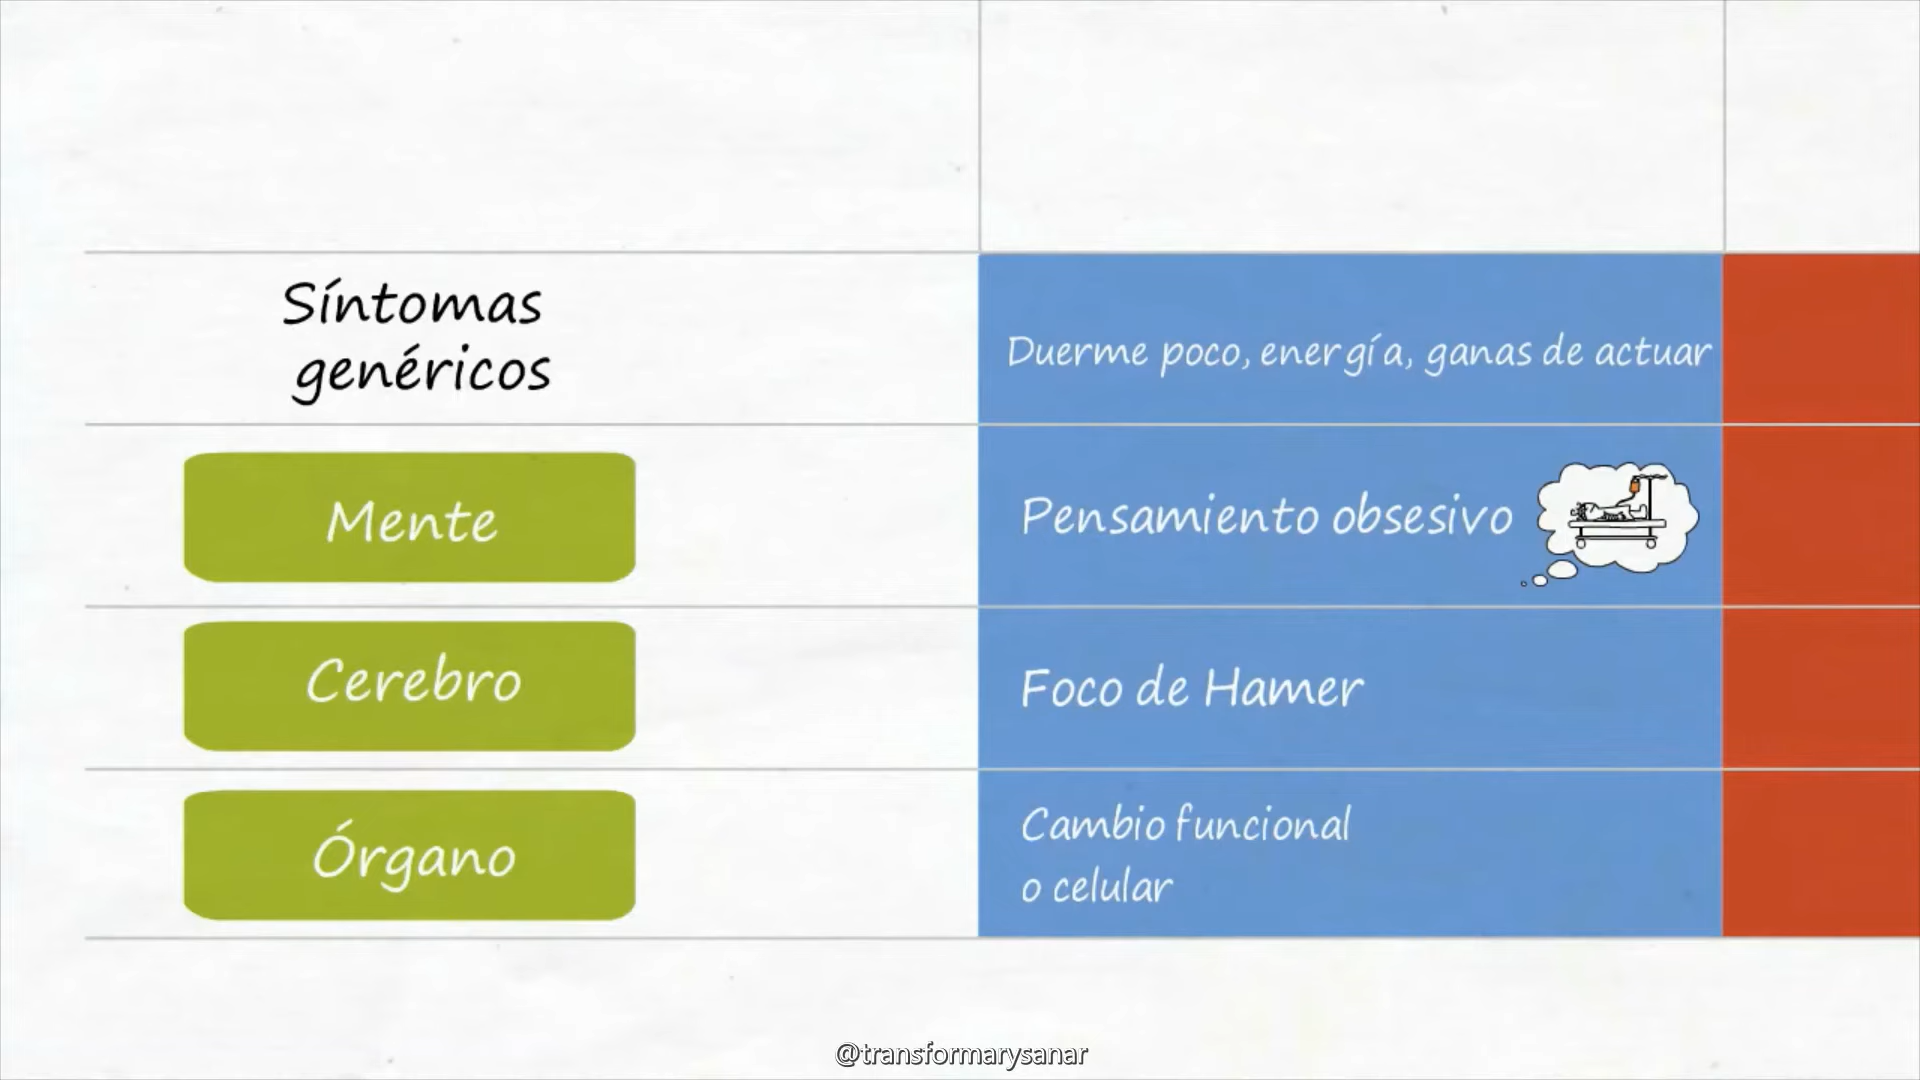 Síntomas
genéricos
Duerme poco, energía, ganas de actuar
Mente
Pensamiento obsesivo
Cerebro
Foco de Hamer
Órgano
Cambio funcional
o celular
@transformarysanar